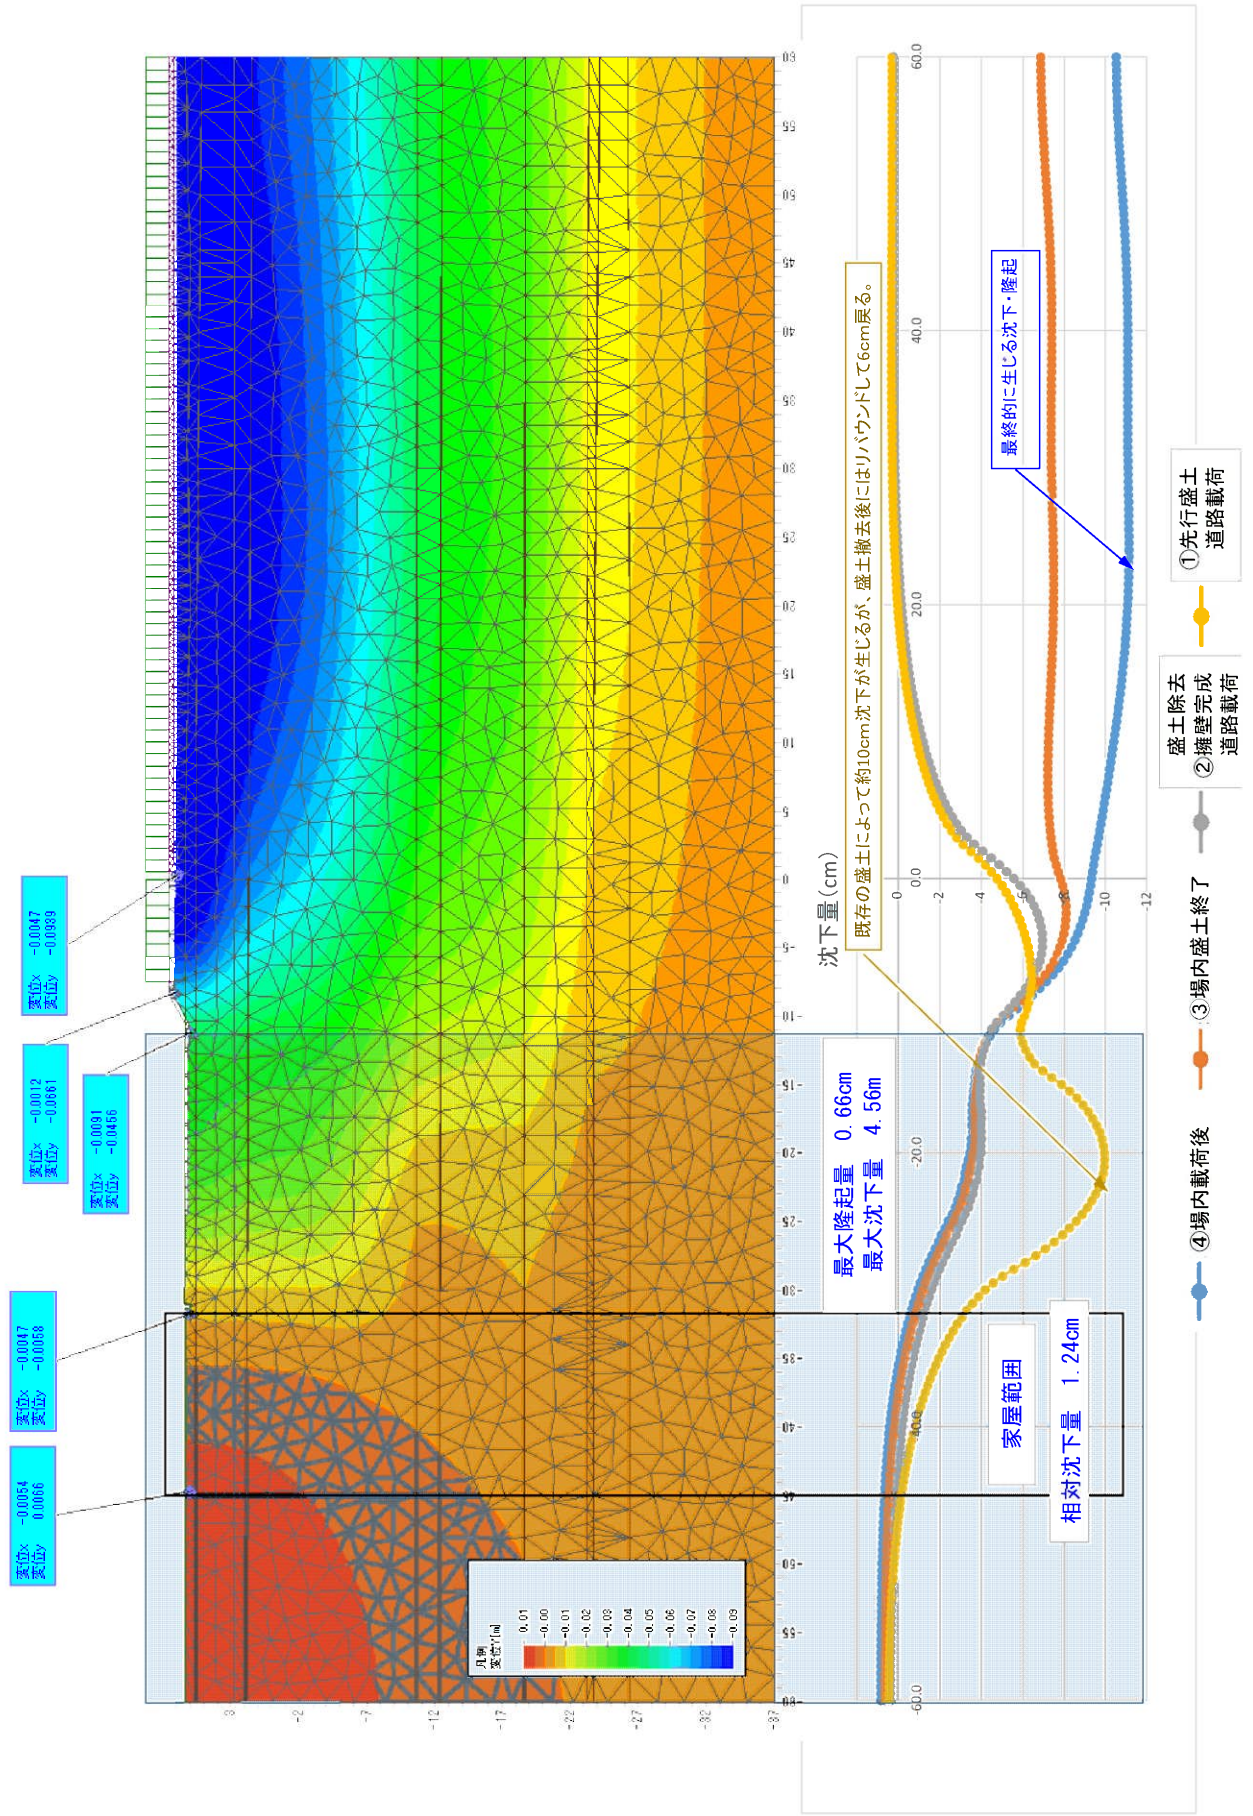 変位x -0.0054
変位y 0.0066
変位x -0.0047
変位y -0.0058
変位x -0.0091
変位y -0.0456
変位x -0.0012
変位y -0.0661
変位x -0.0047
変位y -0.0989
3
-2
-7
-12
-17
-22
-27
-32
-37
凡例
変位Y[m]
0.01
-0.00
-0.01
-0.02
-0.03
-0.04
-0.05
-0.06
-0.07
-0.08
-0.09
-60 -55 -50 -45 -40 -35 -30 -25 -20 -15 -10 -5 0 5 10 15 20 25 30 35 40 45 50 55 60
沈下量(cm)
既存の盛土によって約10cm沈下が生じるが、盛土撤去後にはリバウンドして6cm戻る。
最大隆起量 0.66cm
最大沈下量 4.56m
-60.0 -40.0 -20.0 0.0 20.0 40.0 60.0
0
-2
-4
-6
-8
-10
-12
家屋範囲
相対沈下量 1.24cm
最終的に生じる沈下・隆起
④場内載荷後
③場内盛土終了
盛土除去
②擁壁完成
道路載荷
①先行盛土
道路載荷